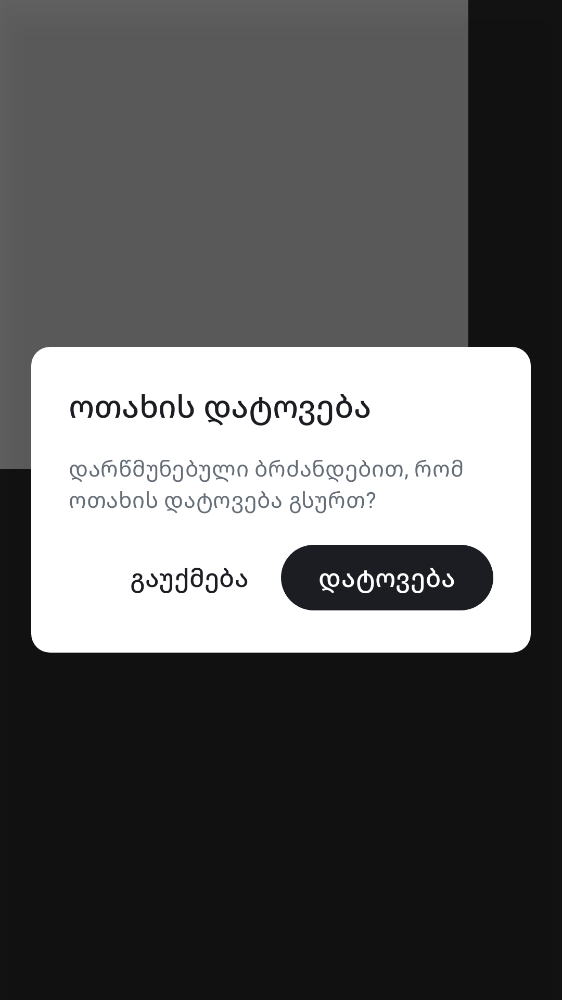 ოთახის დატოვება
დარწმუნებული ბრძანდებით, რომ
ოთახის დატოვება გსურთ?
გაუქმება
დატოვება